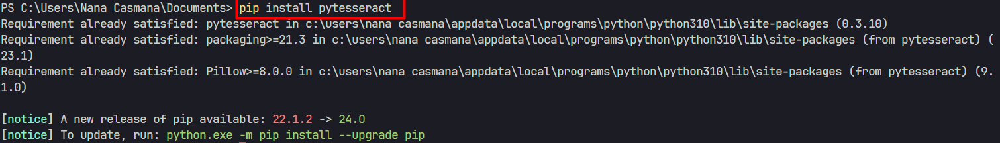 PS C:\Users\Nana Casmana\Documents> pip install pytesseract
Requirement already satisfied: pytesseract in c:\users\nana casmana\appdata\local\programs\python\python310\lib\site-packages (0.3.10)
Requirement already satisfied: packaging>=21.3 in c:\users\nana casmana\appdata\local\programs\python\python310\lib\site-packages (from pytesseract) (
23.1)
Requirement already satisfied: Pillow>=8.0.0 in c:\users\nana casmana\appdata\local\programs\python\python310\lib\site-packages (from pytesseract) (9.
1.0)
[notice] A new release of pip available: 22.1.2 -> 24.0
[notice] To update, run: python.exe -m pip install --upgrade pip